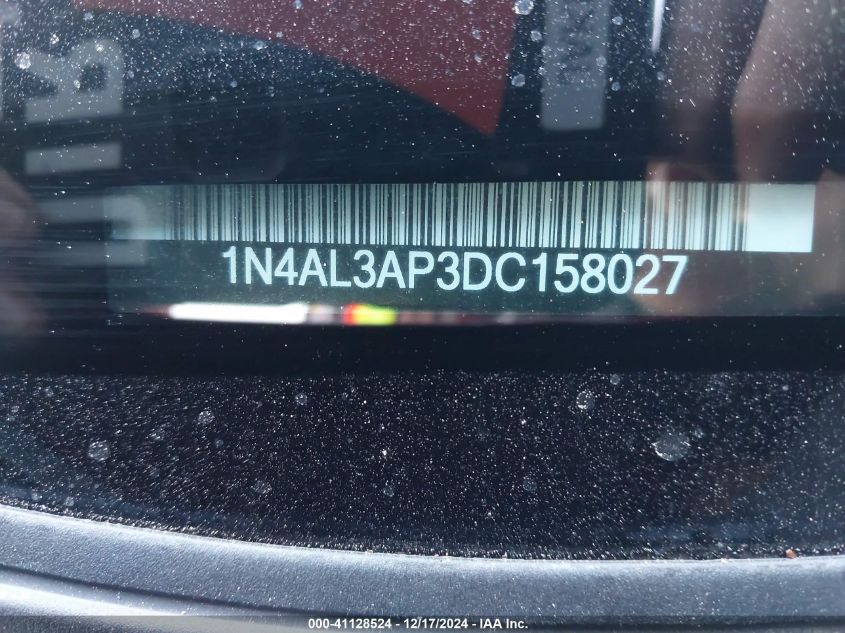 1N4AL3AP3DC158027
000-41128524 - 12/17/2024 - IAA Inc.